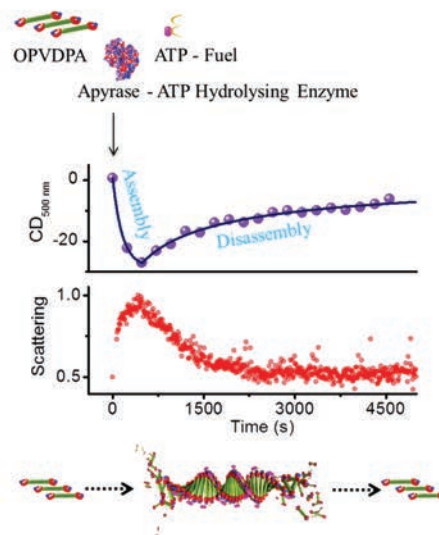 OPVDPA ATP - Fuel
Apyrase - ATP Hydrolysing Enzyme
CD500 nm
0
-20
Assembly
Disassembly
Scattering
1.0
0.5
0 1500 3000 4500
Time (s)